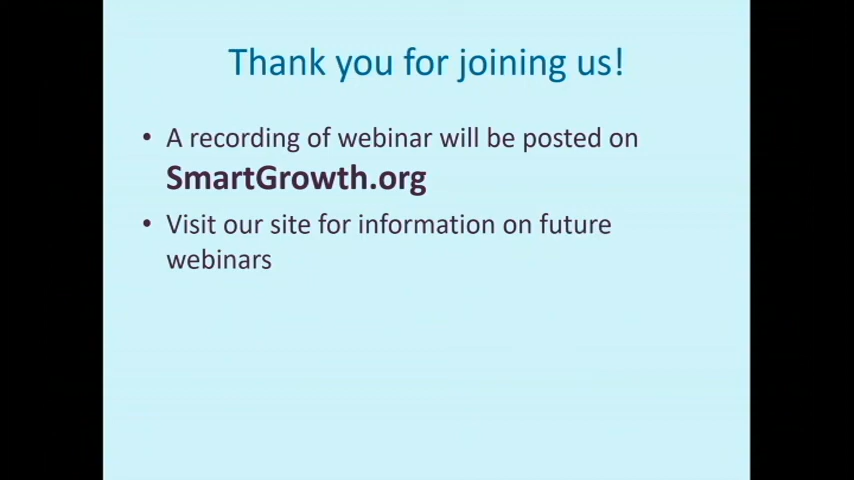 Thank you for joining us!
• A recording of webinar will be posted on
SmartGrowth.org
• Visit our site for information on future
webinars